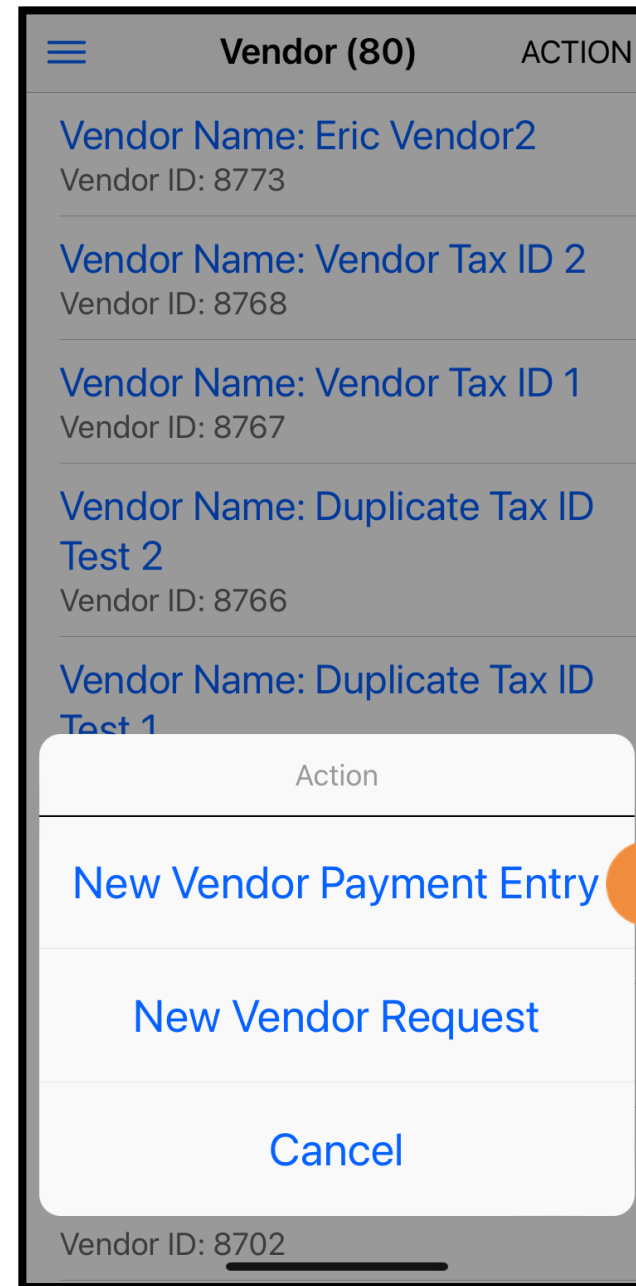 Vendor (80) ACTION
Vendor Name: Eric Vendor2
Vendor ID: 8773
Vendor Name: Vendor Tax ID 2
Vendor ID: 8768
Vendor Name: Vendor Tax ID 1
Vendor ID: 8767
Vendor Name: Duplicate Tax ID
Test 2
Vendor ID: 8766
Vendor Name: Duplicate Tax ID
Test 1
Action
New Vendor Payment Entry
New Vendor Request
Cancel
Vendor ID: 8702